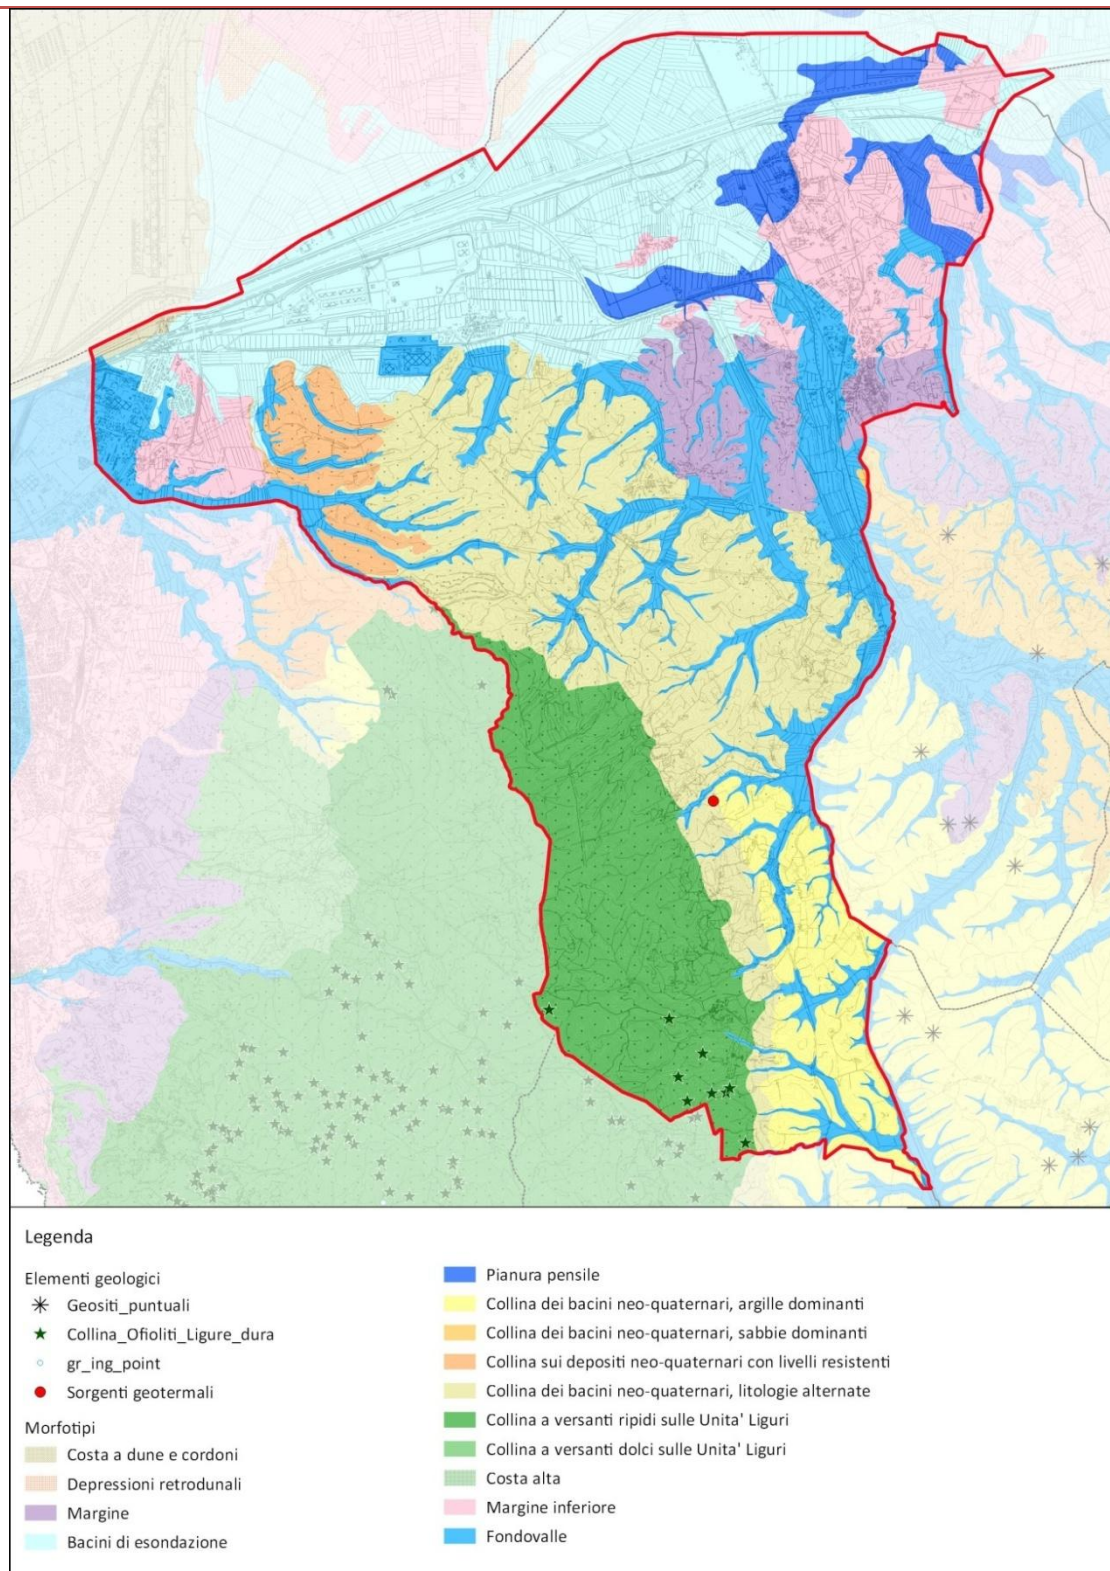 Legenda
Elementi geologici
Geositi_puntuali
Collina_Ofioliti_Ligure_dura
gr_ing_point
Sorgenti geotermali
Morfotipi
Costa a dune e cordoni
Depressioni retrodunali
Margine
Bacini di esondazione
Pianura pensile
Collina dei bacini neo-quaternari, argille dominanti
Collina dei bacini neo-quaternari, sabbie dominanti
Collina sui depositi neo-quaternari con livelli resistenti
Collina dei bacini neo-quaternari, litologie alternate
Collina a versanti ripidi sulle Unita' Liguri
Collina a versanti dolci sulle Unita' Liguri
Costa alta
Margine inferiore
Fondovalle